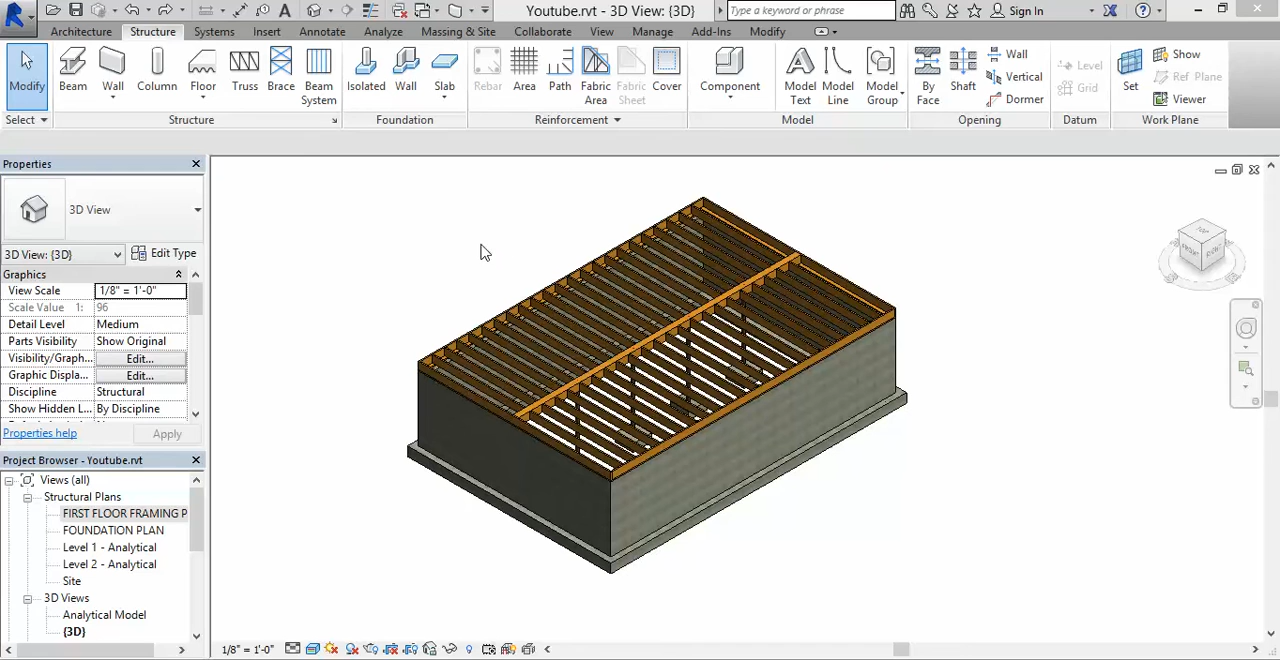 Youtube.rvt - 3D View: {3D}
Type a keyword or phrase
Sign In
Architecture Structure Systems Insert Annotate Analyze Massing & Site Collaborate View Manage Add-Ins Modify
Modify Beam Wall Column Floor Truss Brace Beam System Isolated Wall Slab Rebar Area Path Fabric Area Fabric Sheet Cover Component Model Text Model Line Model Group By Face Shaft Wall Vertical Dormer Level Grid Set Show Ref Plane Viewer
Select Structure Foundation Reinforcement Model Opening Datum Work Plane
Properties
3D View
3D View: {3D} Edit Type
Graphics
View Scale 1/8" = 1'-0"
Scale Value 1: 96
Detail Level Medium
Parts Visibility Show Original
Visibility/Graph... Edit...
Graphic Displa... Edit...
Discipline Structural
Show Hidden L... By Discipline
Properties help Apply
Project Browser - Youtube.rvt
Views (all)
Structural Plans
FIRST FLOOR FRAMING P
FOUNDATION PLAN
Level 1 - Analytical
Level 2 - Analytical
Site
3D Views
Analytical Model
{3D}
1/8" = 1'-0"